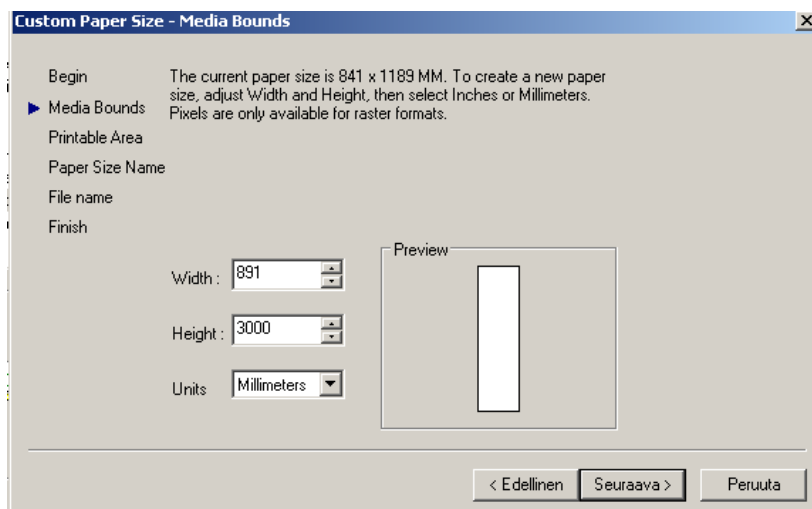 Custom Paper Size - Media Bounds
Begin
Media Bounds
Printable Area
Paper Size Name
File name
Finish
The current paper size is 841 x 1189 MM. To create a new paper
size, adjust Width and Height, then select Inches or Millimeters.
Pixels are only available for raster formats.
Width :
891
Height :
3000
Units
Millimeters
Preview
< Edellinen
Seuraava >
Peruuta